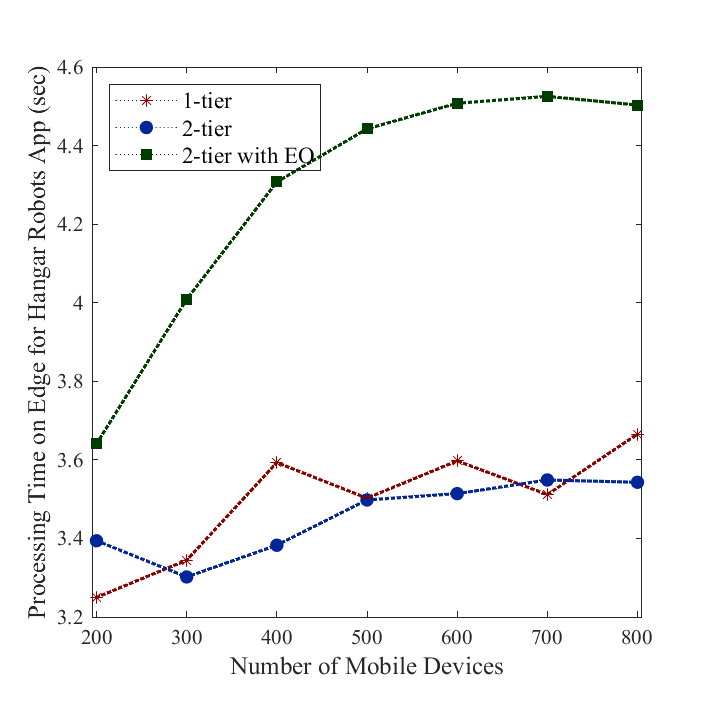 Processing Time on Edge for Hangar Robots App (sec)
4.6
4.4
4.2
4
3.8
3.6
3.4
3.2
1-tier
2-tier
2-tier with EO
200 300 400 500 600 700 800
Number of Mobile Devices